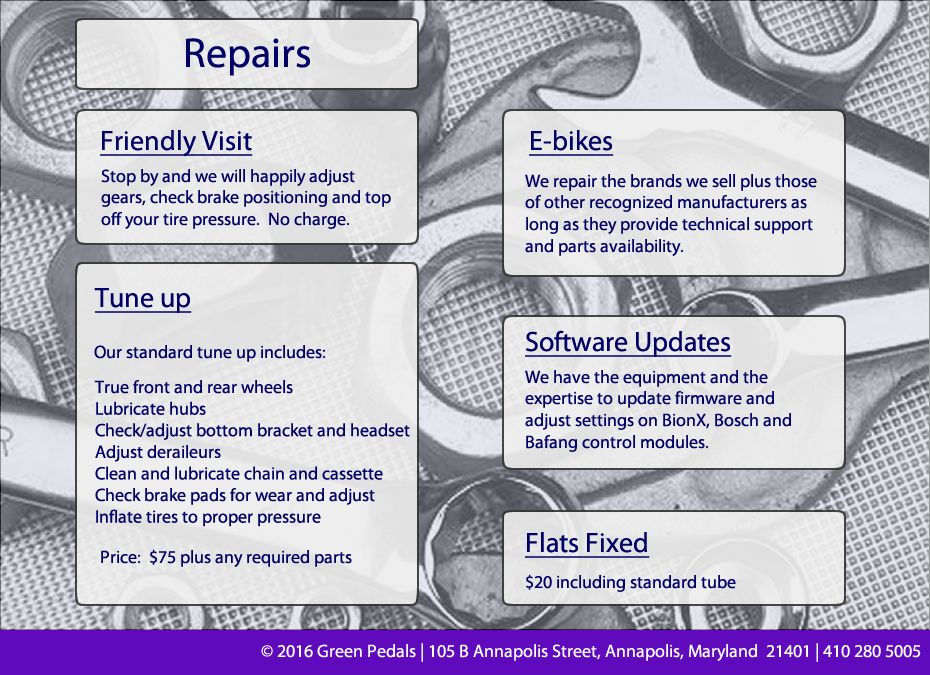 Repairs
Friendly Visit
Stop by and we will happily adjust
gears, check brake positioning and top
off your tire pressure.  No charge.
Tune up
Our standard tune up includes:
True front and rear wheels
Lubricate hubs
Check/adjust bottom bracket and headset
Adjust deraileurs
Clean and lubricate chain and cassette
Check brake pads for wear and adjust
Inflate tires to proper pressure
Price:  $75 plus any required parts
E-bikes
We repair the brands we sell plus those
of other recognized manufacturers as
long as they provide technical support
and parts availability.
Software Updates
We have the equipment and the
expertise to update firmware and
adjust settings on BionX, Bosch and
Bafang control modules.
Flats Fixed
$20 including standard tube
© 2016 Green Pedals | 105 B Annapolis Street, Annapolis, Maryland  21401 | 410 280 5005